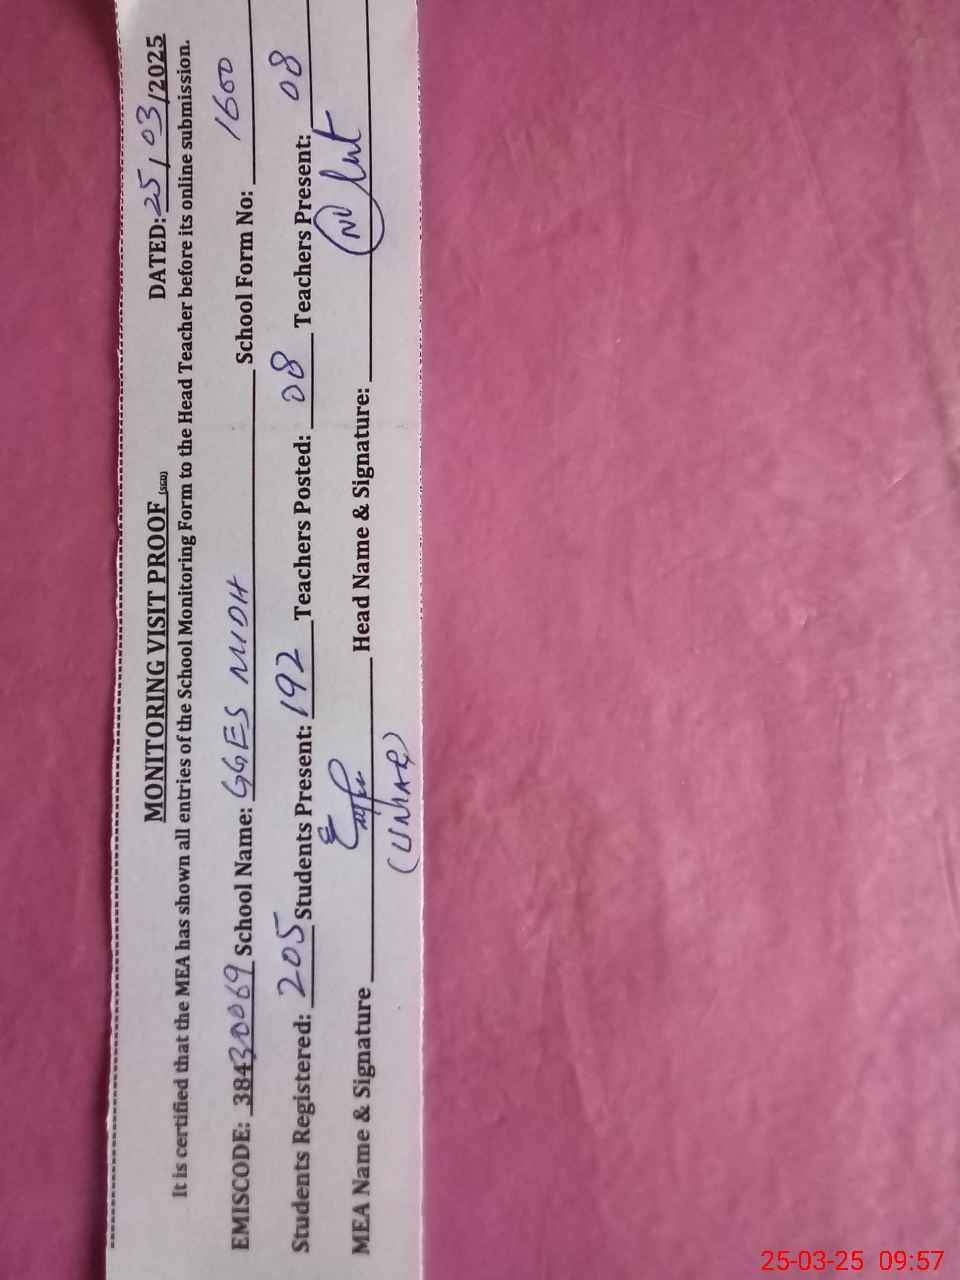 MONITORING VISIT PROOF (SGD) DATED: 25/03/2025
It is certified that the MEA has shown all entries of the School Monitoring Form to the Head Teacher before its online submission.
EMISCODE: 38430069 School Name: GGES MIDH School Form No: 1600
Students Registered: 205 Students Present: 192 Teachers Posted: 08 Teachers Present: 08
MEA Name & Signature Head Name & Signature:
(UMAR)
25-03-25 09:57